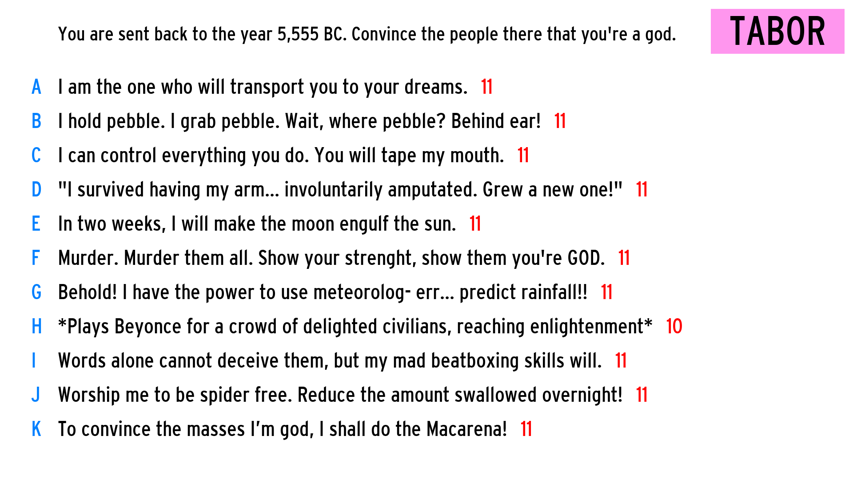 You are sent back to the year 5,555 BC. Convince the people there that you're a god.
TABOR
A I am the one who will transport you to your dreams. 11
B I hold pebble. I grab pebble. Wait, where pebble? Behind ear! 11
C I can control everything you do. You will tape my mouth. 11
D "I survived having my arm... involuntarily amputated. Grew a new one!" 11
E In two weeks, I will make the moon engulf the sun. 11
F Murder. Murder them all. Show your strenght, show them you're GOD. 11
G Behold! I have the power to use meteorolog- err... predict rainfall!! 11
H *Plays Beyonce for a crowd of delighted civilians, reaching enlightenment* 10
I Words alone cannot deceive them, but my mad beatboxing skills will. 11
J Worship me to be spider free. Reduce the amount swallowed overnight! 11
K To convince the masses I’m god, I shall do the Macarena! 11